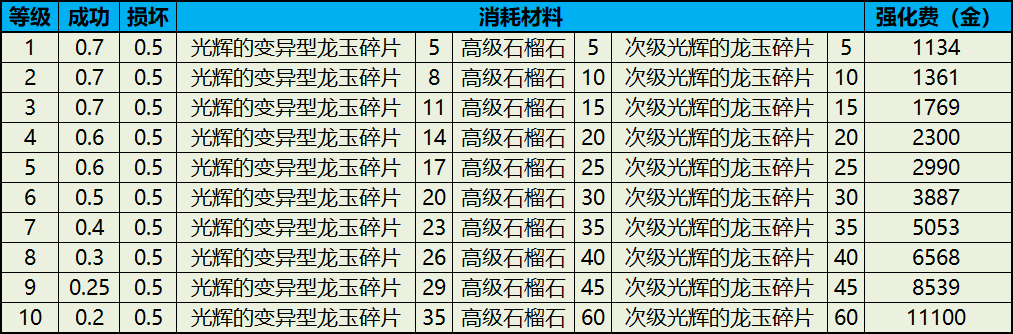 等级 成功 损坏 消耗材料 强化费（金）
1 0.7 0.5 光辉的变异型龙玉碎片 5 高级石榴石 5 次级光辉的龙玉碎片 5 1134
2 0.7 0.5 光辉的变异型龙玉碎片 8 高级石榴石 10 次级光辉的龙玉碎片 10 1361
3 0.7 0.5 光辉的变异型龙玉碎片 11 高级石榴石 15 次级光辉的龙玉碎片 15 1769
4 0.6 0.5 光辉的变异型龙玉碎片 14 高级石榴石 20 次级光辉的龙玉碎片 20 2300
5 0.6 0.5 光辉的变异型龙玉碎片 17 高级石榴石 25 次级光辉的龙玉碎片 25 2990
6 0.5 0.5 光辉的变异型龙玉碎片 20 高级石榴石 30 次级光辉的龙玉碎片 30 3887
7 0.4 0.5 光辉的变异型龙玉碎片 23 高级石榴石 35 次级光辉的龙玉碎片 35 5053
8 0.3 0.5 光辉的变异型龙玉碎片 26 高级石榴石 40 次级光辉的龙玉碎片 40 6568
9 0.25 0.5 光辉的变异型龙玉碎片 29 高级石榴石 45 次级光辉的龙玉碎片 45 8539
10 0.2 0.5 光辉的变异型龙玉碎片 35 高级石榴石 60 次级光辉的龙玉碎片 60 11100